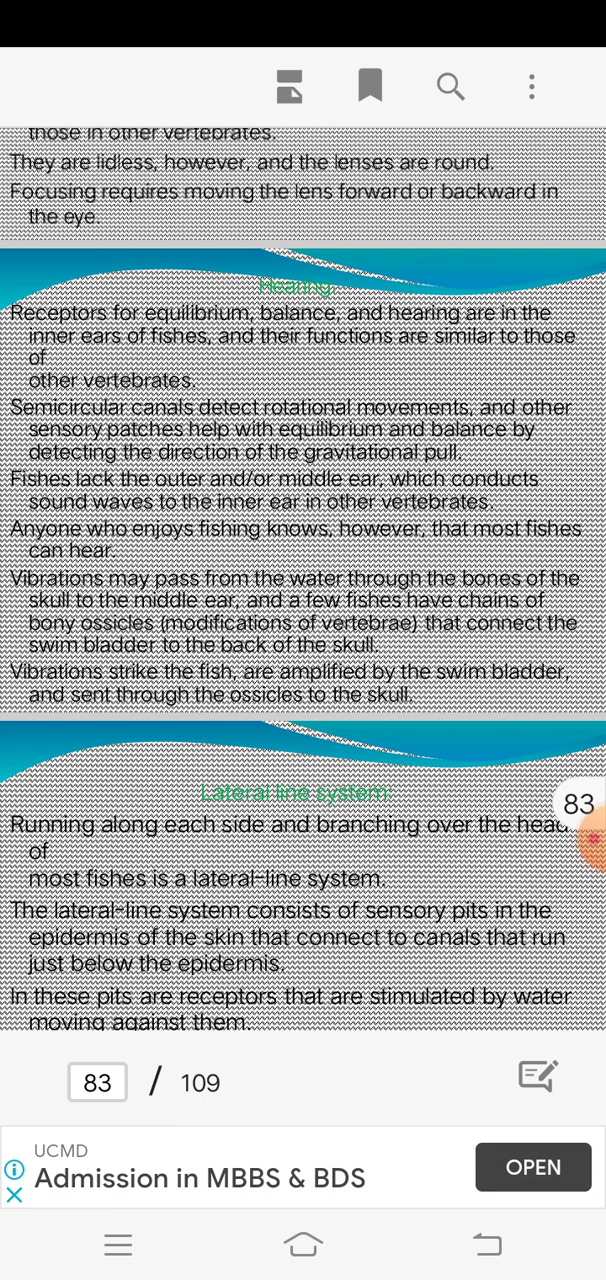 those in other vertebrates.
They are lidless, however, and the lenses are round.
Focusing requires moving the lens forward or backward in
the eye.
Hearing:
Receptors for equilibrium, balance, and hearing are in the
inner ears of fishes, and their functions are similar to those
of
other vertebrates.
Semicircular canals detect rotational movements, and other
sensory patches help with equilibrium and balance by
detecting the direction of the gravitational pull.
Fishes lack the outer and/or middle ear, which conducts
sound waves to the inner ear in other vertebrates.
Anyone who enjoys fishing knows, however, that most fishes
can hear.
Vibrations may pass from the water through the bones of the
skull to the middle ear, and a few fishes have chains of
bony ossicles (modifications of vertebrae) that connect the
swim bladder to the back of the skull.
Vibrations strike the fish, are amplified by the swim bladder,
and sent through the ossicles to the skull.
Lateral line system:
83
Running along each side and branching over the head
of
most fishes is a lateral-line system.
The lateral-line system consists of sensory pits in the
epidermis of the skin that connect to canals that run
just below the epidermis.
In these pits are receptors that are stimulated by water
moving against them.
83 / 109
UCMD
Admission in MBBS & BDS
OPEN